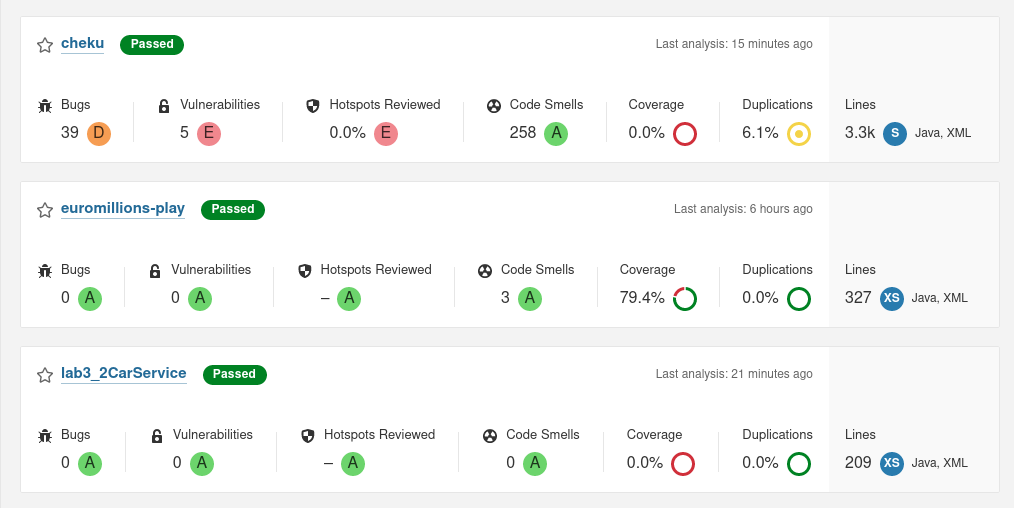 cheku Passed Last analysis: 15 minutes ago
Bugs Vulnerabilities Hotspots Reviewed Code Smells Coverage Duplications Lines
39 D 5 E 0.0% E 258 A 0.0% 6.1% 3.3k S Java, XML
euromillions-play Passed Last analysis: 6 hours ago
Bugs Vulnerabilities Hotspots Reviewed Code Smells Coverage Duplications Lines
0 A 0 A – A 3 A 79.4% 0.0% 327 XS Java, XML
lab3_2CarService Passed Last analysis: 21 minutes ago
Bugs Vulnerabilities Hotspots Reviewed Code Smells Coverage Duplications Lines
0 A 0 A – A 0 A 0.0% 0.0% 209 XS Java, XML